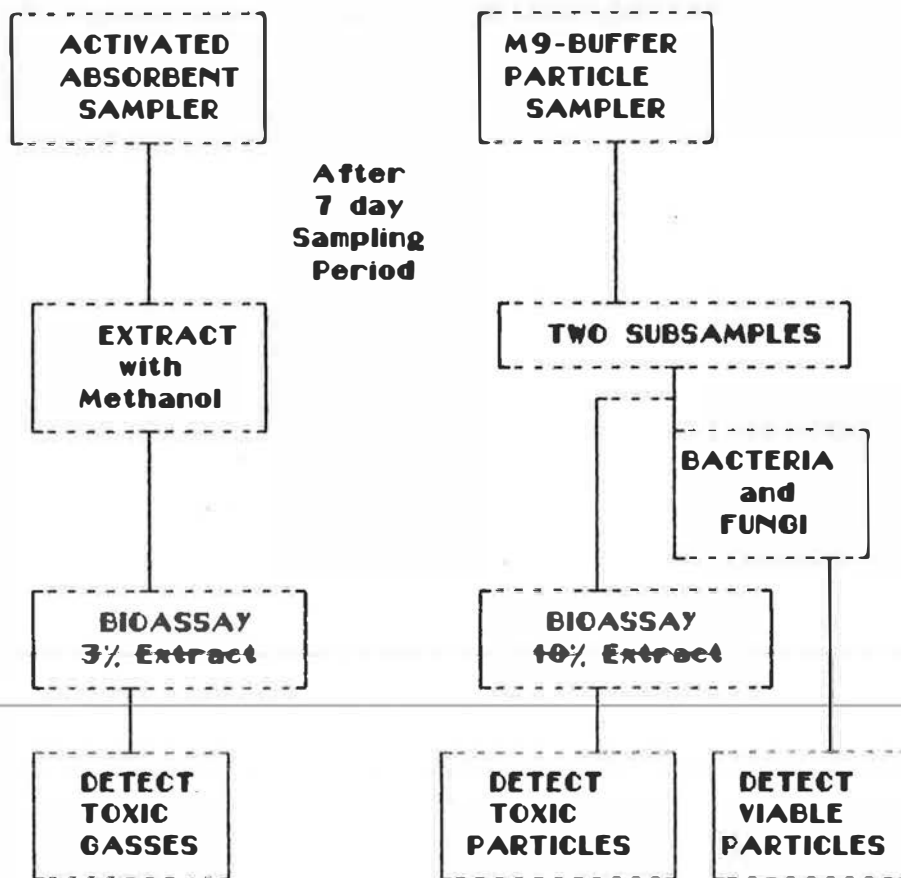 ACTIVATED
ABSORBENT
SAMPLER
M9-BUFFER
PARTICLE
SAMPLER
After
7 day
Sampling
Period
EXTRACT
with
Methanol
TWO SUBSAMPLES
BACTERIA
and
FUNGI
BIOASSAY
3% Extract
BIOASSAY
10% Extract
DETECT
TOXIC
GASSES
DETECT
TOXIC
PARTICLES
DETECT
VIABLE
PARTICLES